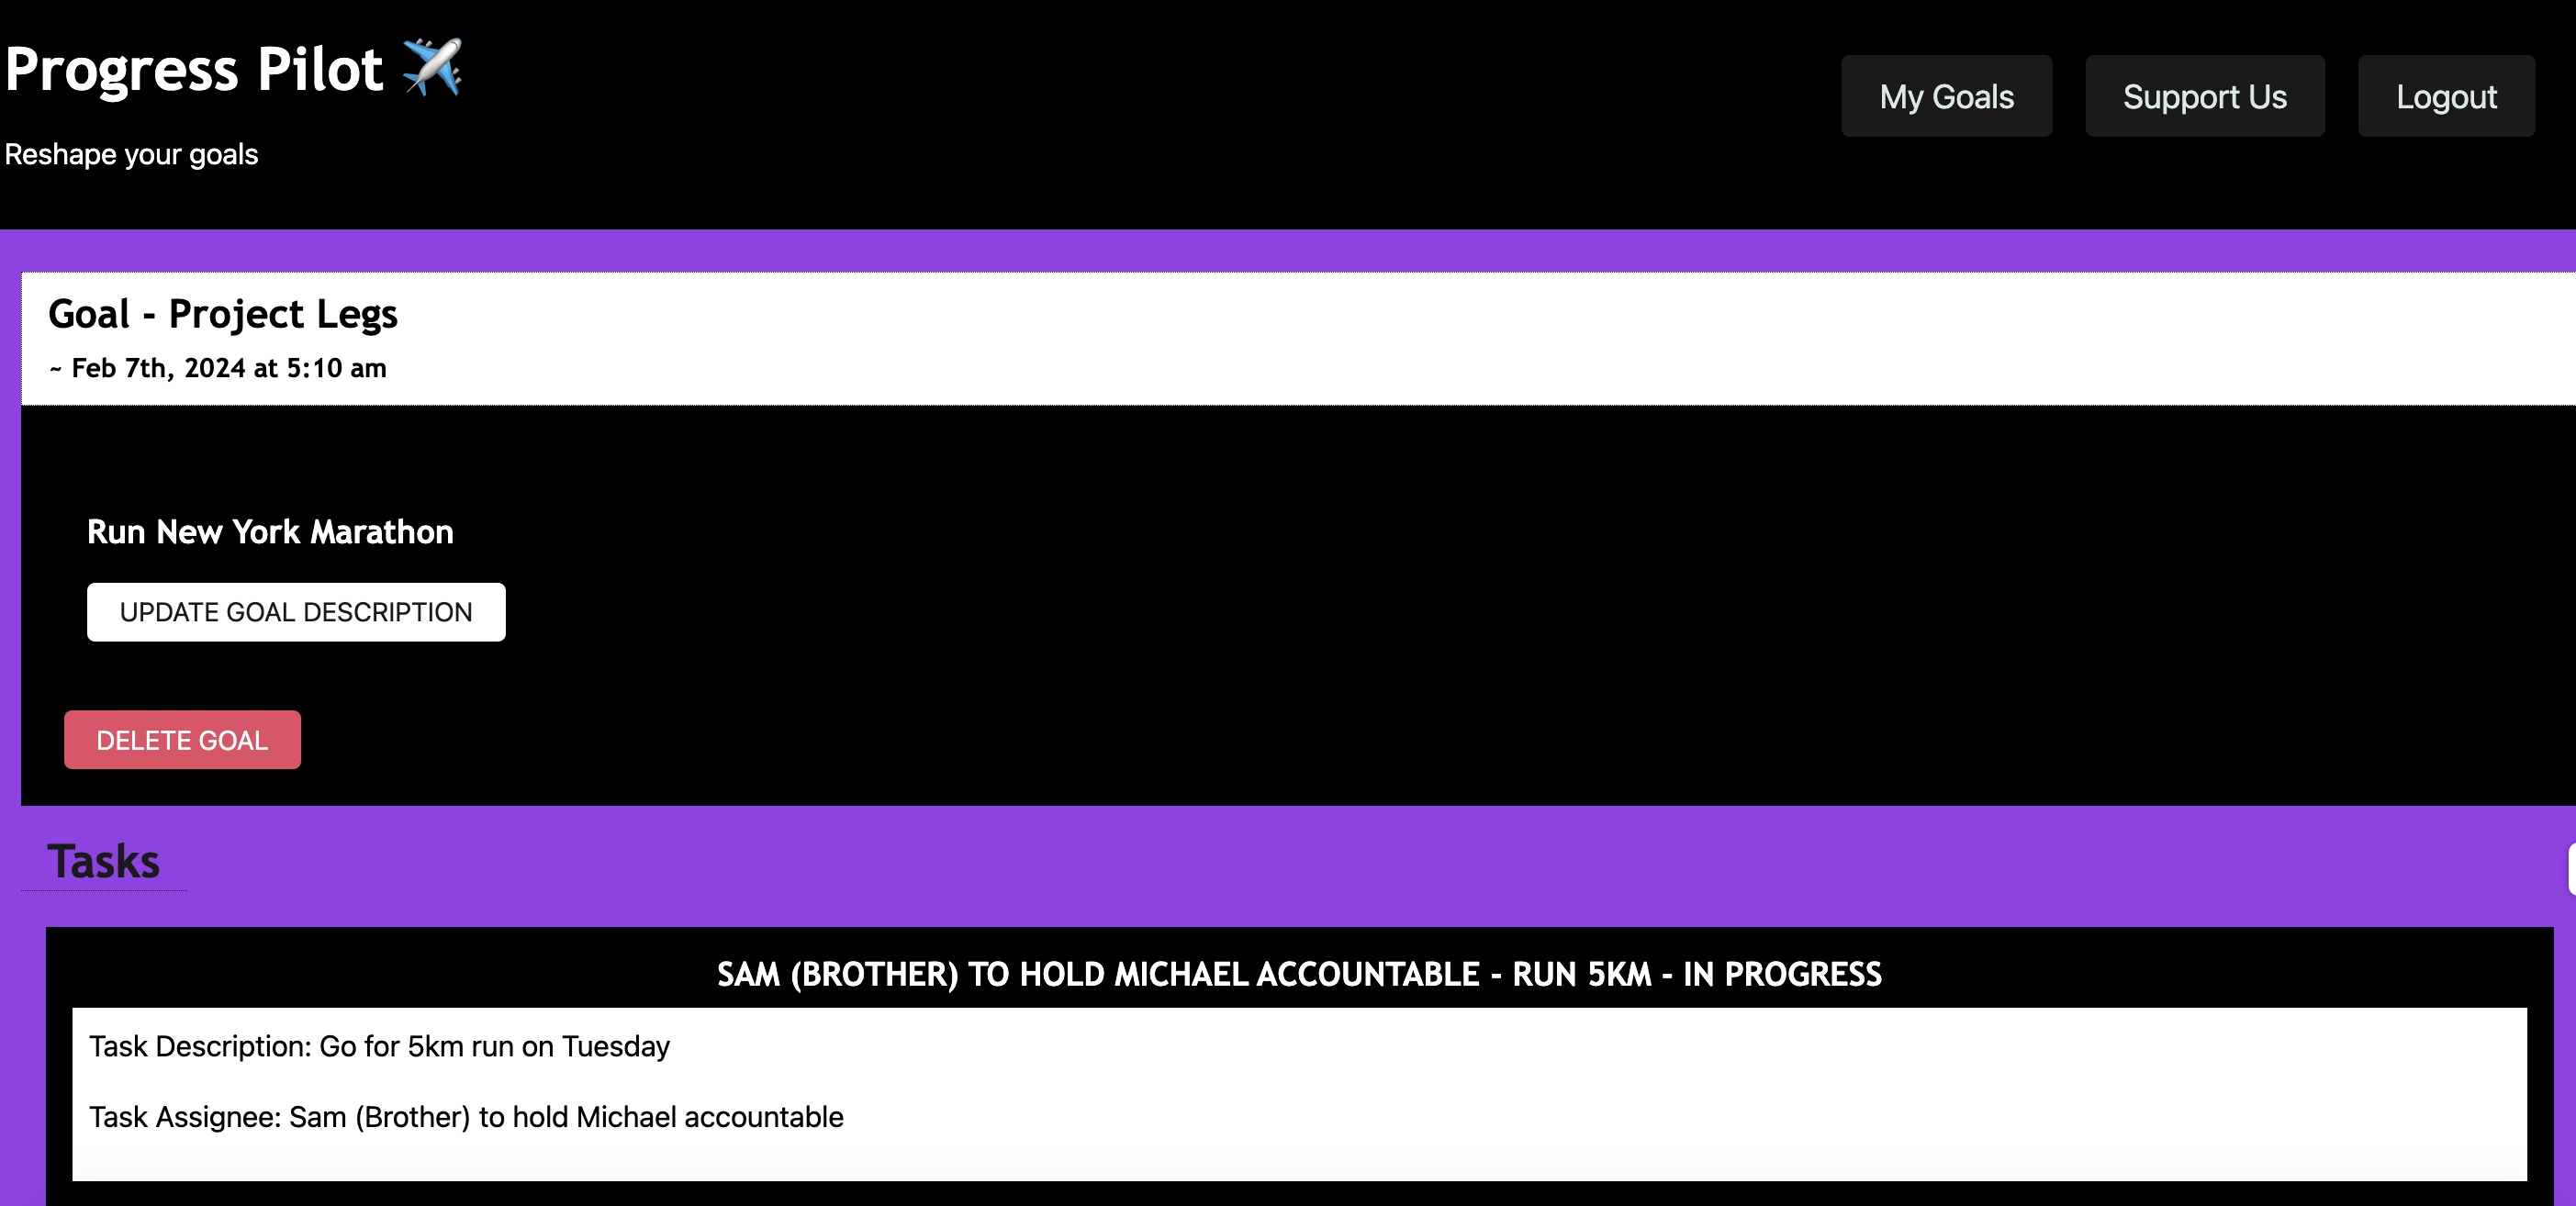 Progress Pilot ✈️
Reshape your goals
My Goals
Support Us
Logout
Goal - Project Legs
~ Feb 7th, 2024 at 5:10 am
Run New York Marathon
UPDATE GOAL DESCRIPTION
DELETE GOAL
Tasks
SAM (BROTHER) TO HOLD MICHAEL ACCOUNTABLE - RUN 5KM - IN PROGRESS
Task Description: Go for 5km run on Tuesday
Task Assignee: Sam (Brother) to hold Michael accountable